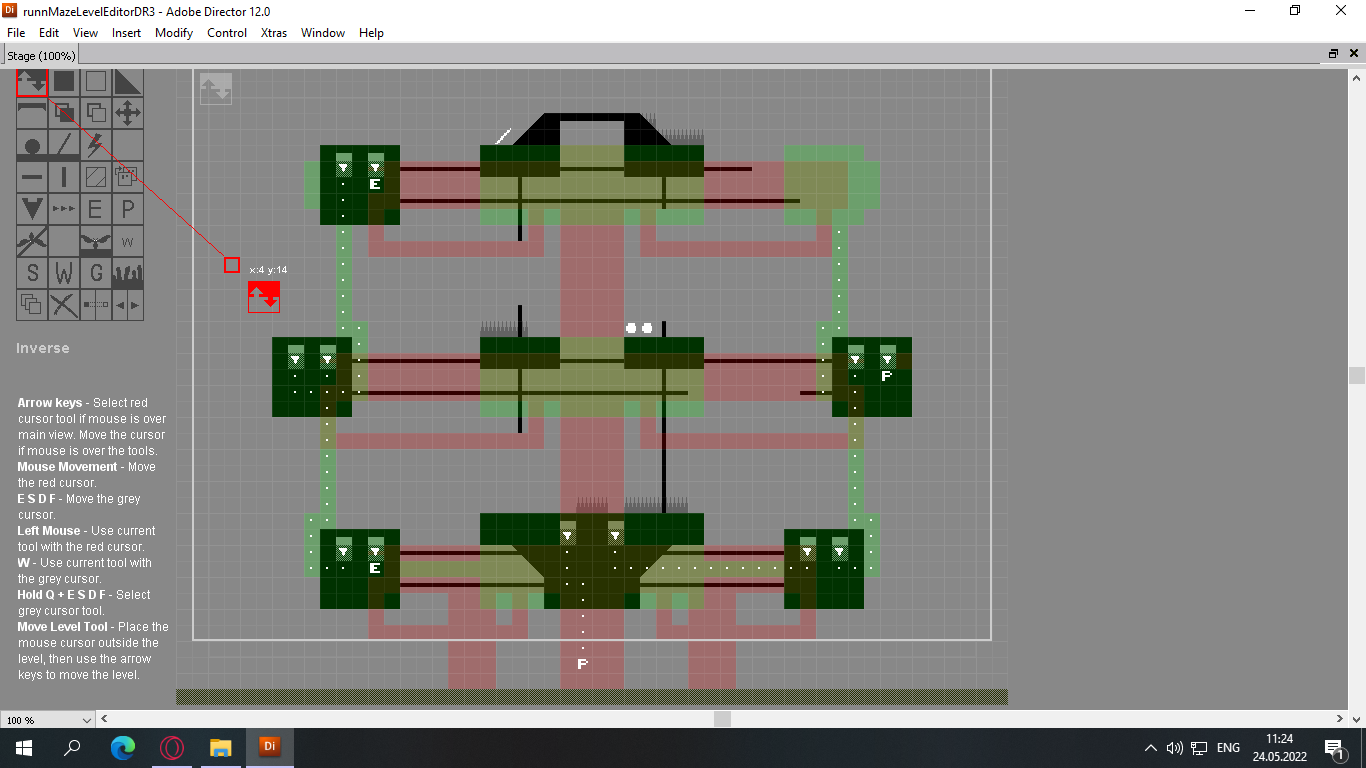 runnMazeLevelEditorDR3 - Adobe Director 12.0
File Edit View Insert Modify Control Xtras Window Help
Stage (100%)
E
E P
W
S W G
x:4 y:14
Inverse
P
Arrow keys - Select red
cursor tool if mouse is over
main view. Move the cursor
if mouse is over the tools.
Mouse Movement - Move
the red cursor.
E S D F - Move the grey
cursor.
Left Mouse - Use current
tool with the red cursor.
W - Use current tool with
the grey cursor.
Hold Q + E S D F - Select
grey cursor tool.
Move Level Tool - Place the
mouse cursor outside the
level, then use the arrow
keys to move the level.
E
P
100 %
Di
ENG
11:24
24.05.2022
1